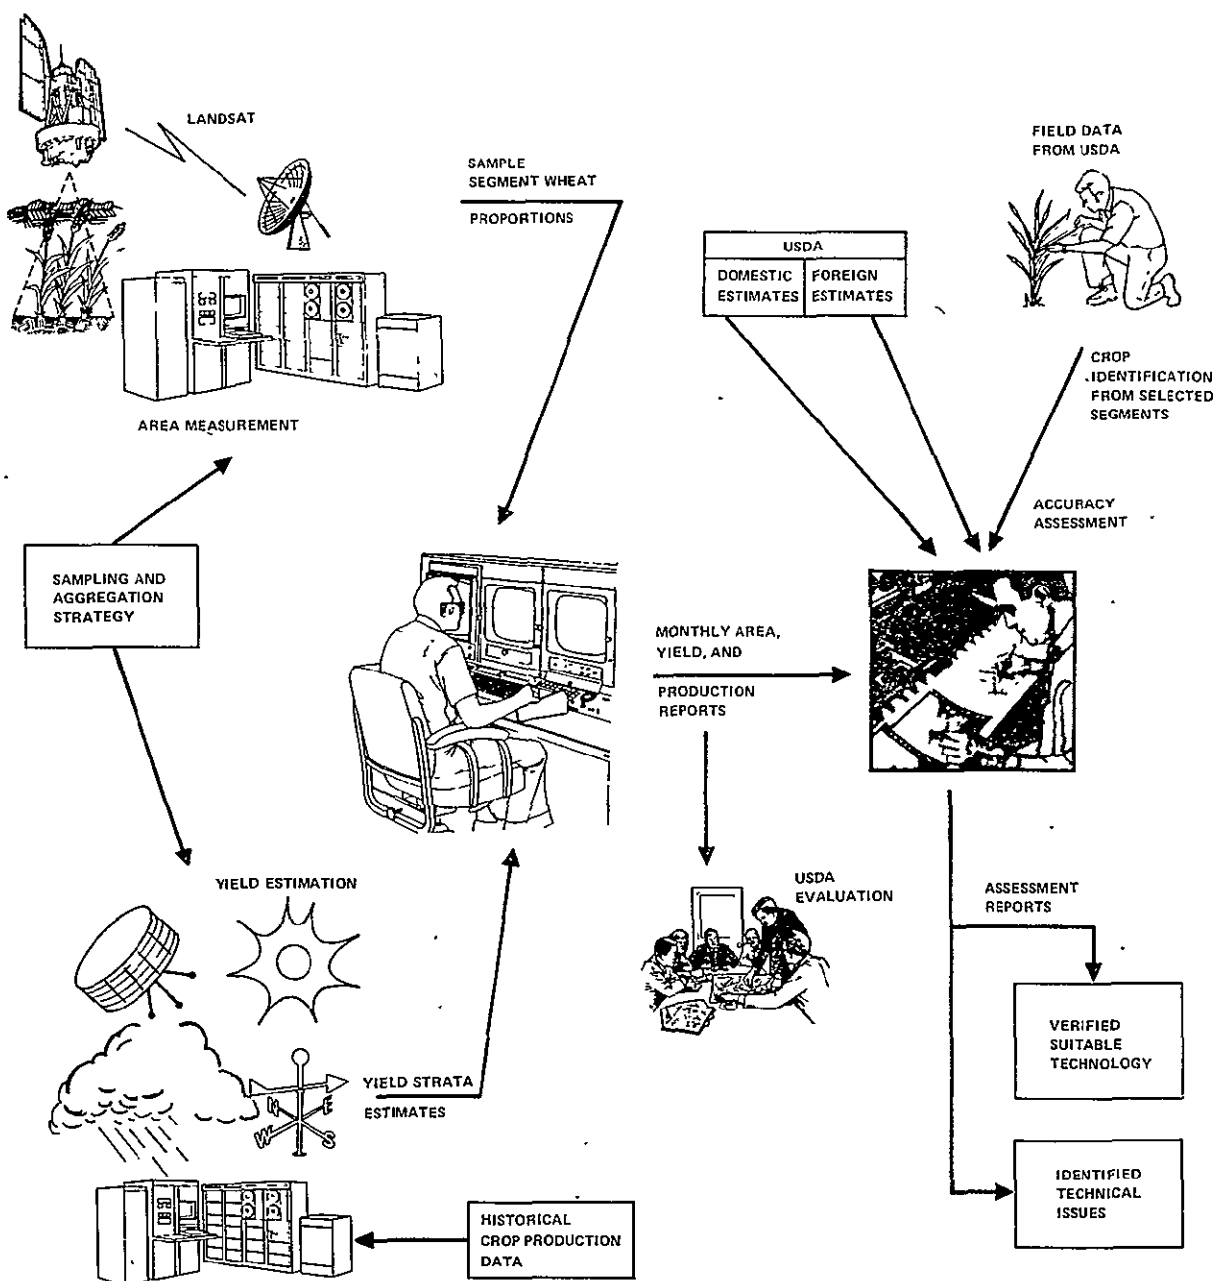 LANDSAT
AREA MEASUREMENT
SAMPLE
SEGMENT WHEAT
PROPORTIONS
USDA
DOMESTIC
ESTIMATES
FOREIGN
ESTIMATES
FIELD DATA
FROM USDA
CROP
IDENTIFICATION
FROM SELECTED
SEGMENTS
ACCURACY
ASSESSMENT
SAMPLING AND
AGGREGATION
STRATEGY
MONTHLY AREA,
YIELD, AND
PRODUCTION
REPORTS
USDA
EVALUATION
YIELD ESTIMATION
N
E
W
S
YIELD STRATA
ESTIMATES
HISTORICAL
CROP PRODUCTION
DATA
ASSESSMENT
REPORTS
VERIFIED
SUITABLE
TECHNOLOGY
IDENTIFIED
TECHNICAL
ISSUES